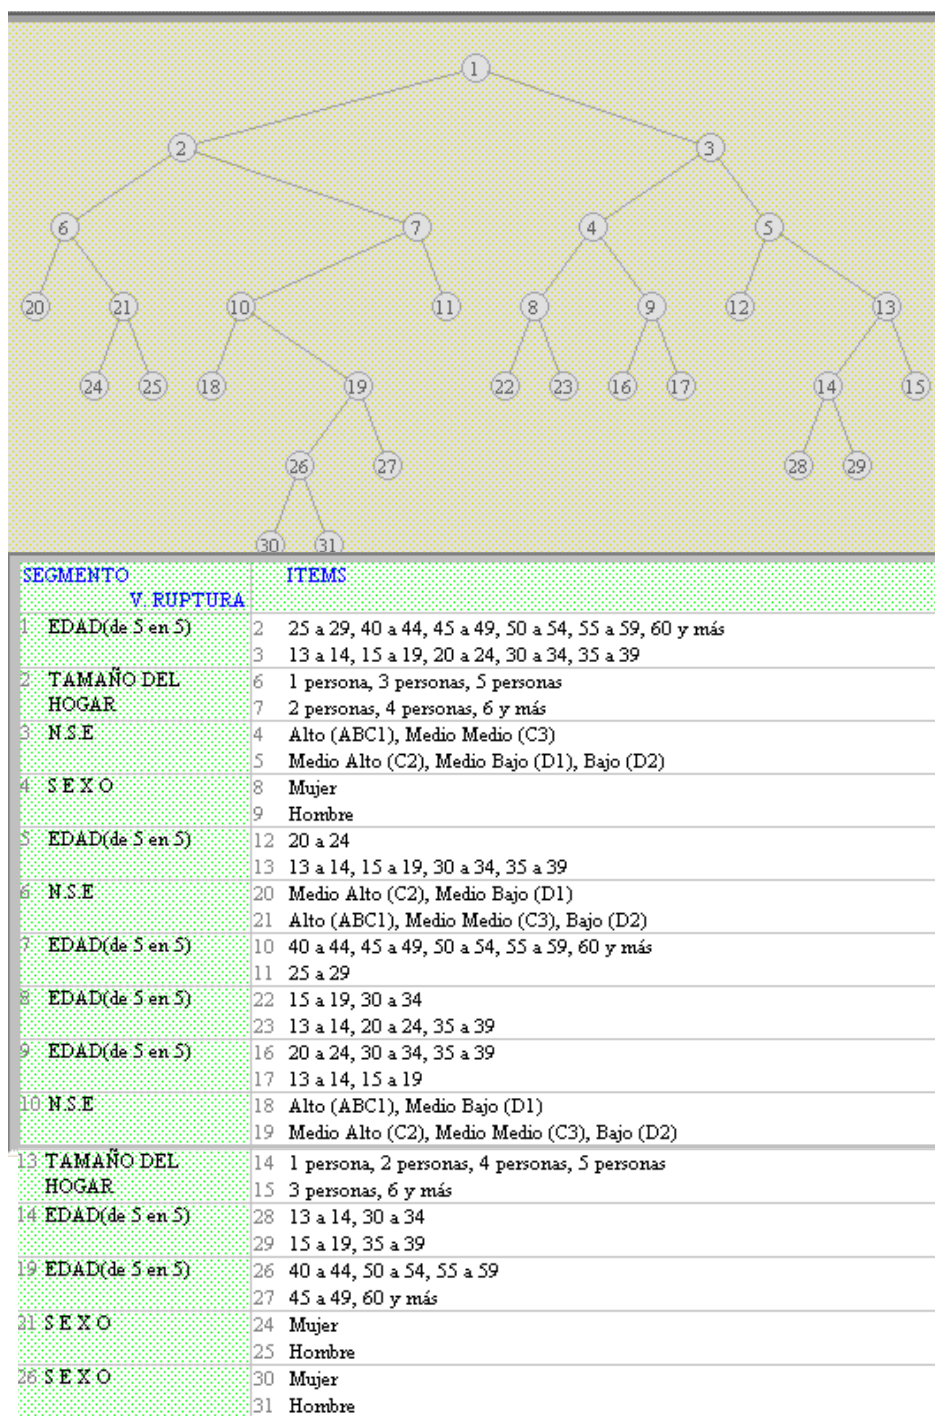 1
2 3
6 7 4 5
20 21 10 11 8 9 12 13
24 25 18 19 22 23 16 17 14 15
26 27 28 29
30 31
SEGMENTO ITEMS
V. RUPTURA
1 EDAD(de 5 en 5) 2 25 a 29, 40 a 44, 45 a 49, 50 a 54, 55 a 59, 60 y más
3 13 a 14, 15 a 19, 20 a 24, 30 a 34, 35 a 39
2 TAMAÑO DEL 6 1 persona, 3 personas, 5 personas
HOGAR 7 2 personas, 4 personas, 6 y más
3 N.S.E 4 Alto (ABC1), Medio Medio (C3)
5 Medio Alto (C2), Medio Bajo (D1), Bajo (D2)
4 S E X O 8 Mujer
9 Hombre
5 EDAD(de 5 en 5) 12 20 a 24
13 13 a 14, 15 a 19, 30 a 34, 35 a 39
6 N.S.E 20 Medio Alto (C2), Medio Bajo (D1)
21 Alto (ABC1), Medio Medio (C3), Bajo (D2)
7 EDAD(de 5 en 5) 10 40 a 44, 45 a 49, 50 a 54, 55 a 59, 60 y más
11 25 a 29
8 EDAD(de 5 en 5) 22 15 a 19, 30 a 34
23 13 a 14, 20 a 24, 35 a 39
9 EDAD(de 5 en 5) 16 20 a 24, 30 a 34, 35 a 39
17 13 a 14, 15 a 19
10 N.S.E 18 Alto (ABC1), Medio Bajo (D1)
19 Medio Alto (C2), Medio Medio (C3), Bajo (D2)
13 TAMAÑO DEL 14 1 persona, 2 personas, 4 personas, 5 personas
HOGAR 15 3 personas, 6 y más
14 EDAD(de 5 en 5) 28 13 a 14, 30 a 34
29 15 a 19, 35 a 39
19 EDAD(de 5 en 5) 26 40 a 44, 50 a 54, 55 a 59
27 45 a 49, 60 y más
21 S E X O 24 Mujer
25 Hombre
26 S E X O 30 Mujer
31 Hombre